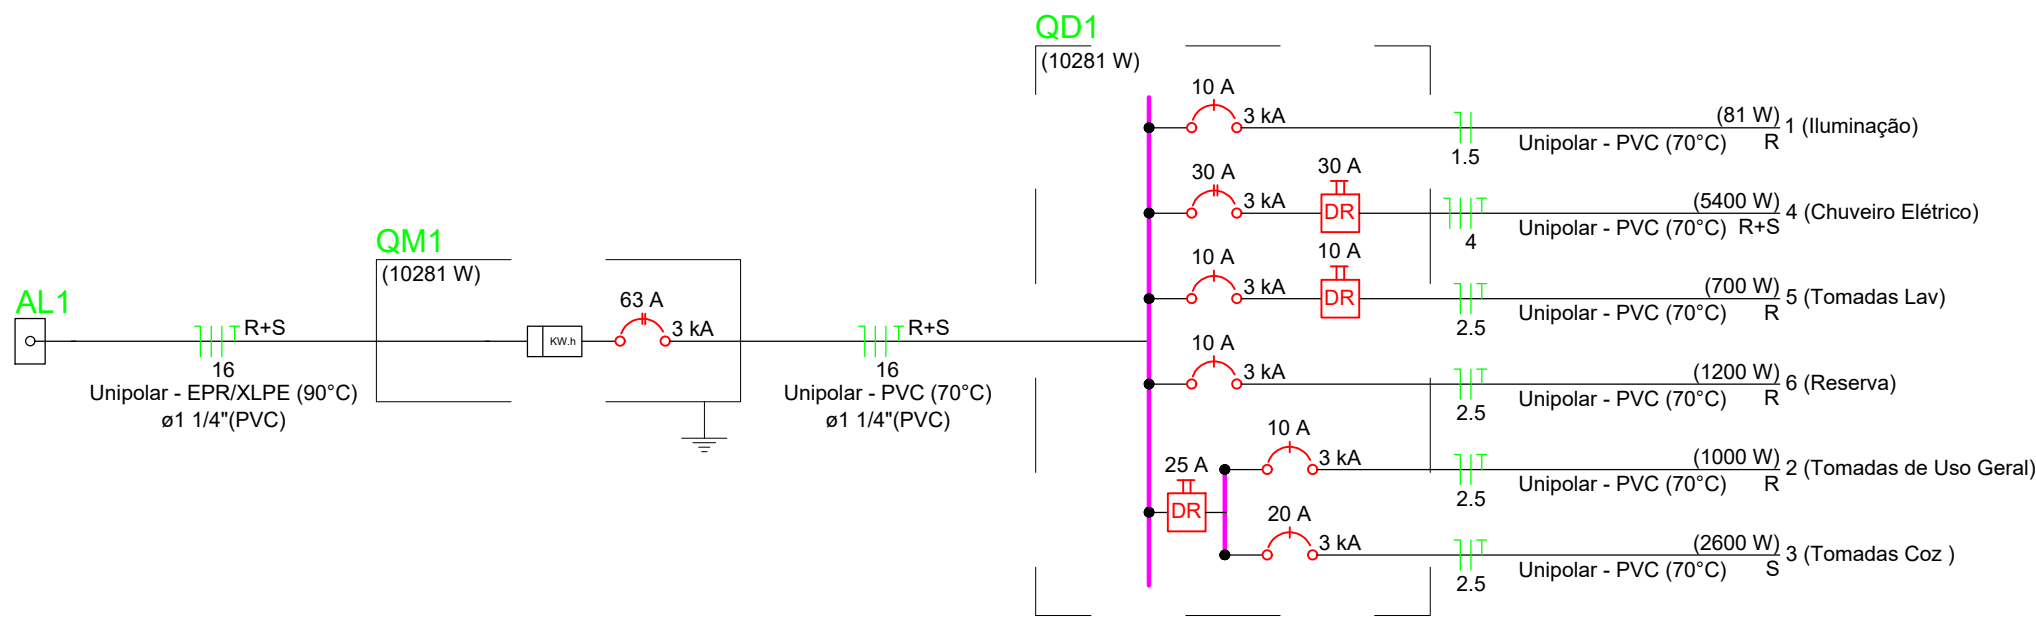 AL1
R+S
16
Unipolar - EPR/XLPE (90°C)
ø1 1/4"(PVC)
QM1
(10281 W)
KW.h
63 A
3 kA
R+S
16
Unipolar - PVC (70°C)
ø1 1/4"(PVC)
QD1
(10281 W)
10 A
3 kA
1.5
(81 W)
Unipolar - PVC (70°C) R
1 (Iluminação)
30 A
3 kA
30 A
DR
4
(5400 W)
Unipolar - PVC (70°C) R+S
4 (Chuveiro Elétrico)
10 A
3 kA
10 A
DR
2.5
(700 W)
Unipolar - PVC (70°C) R
5 (Tomadas Lav)
10 A
3 kA
2.5
(1200 W)
Unipolar - PVC (70°C) R
6 (Reserva)
25 A
DR
10 A
3 kA
2.5
(1000 W)
Unipolar - PVC (70°C) R
2 (Tomadas de Uso Geral)
20 A
3 kA
2.5
(2600 W)
Unipolar - PVC (70°C) S
3 (Tomadas Coz )